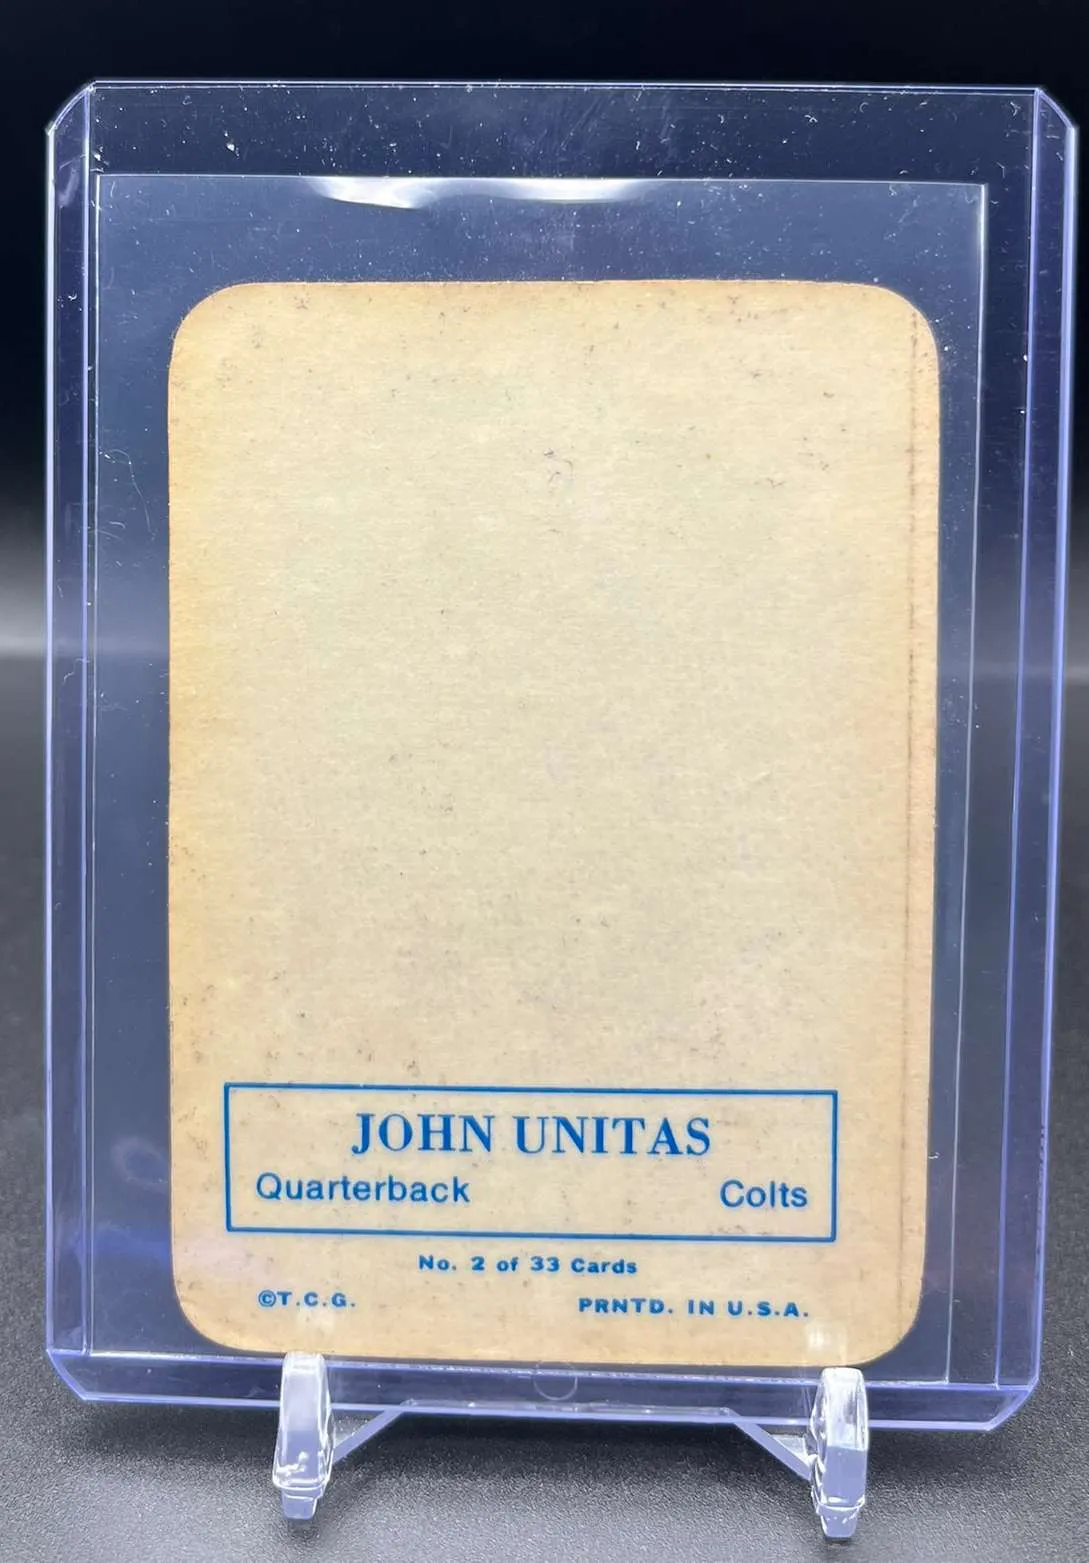 JOHN UNITAS
Quarterback Colts
No. 2 of 33 Cards
©T.C.G. PRNTD. IN U.S.A.